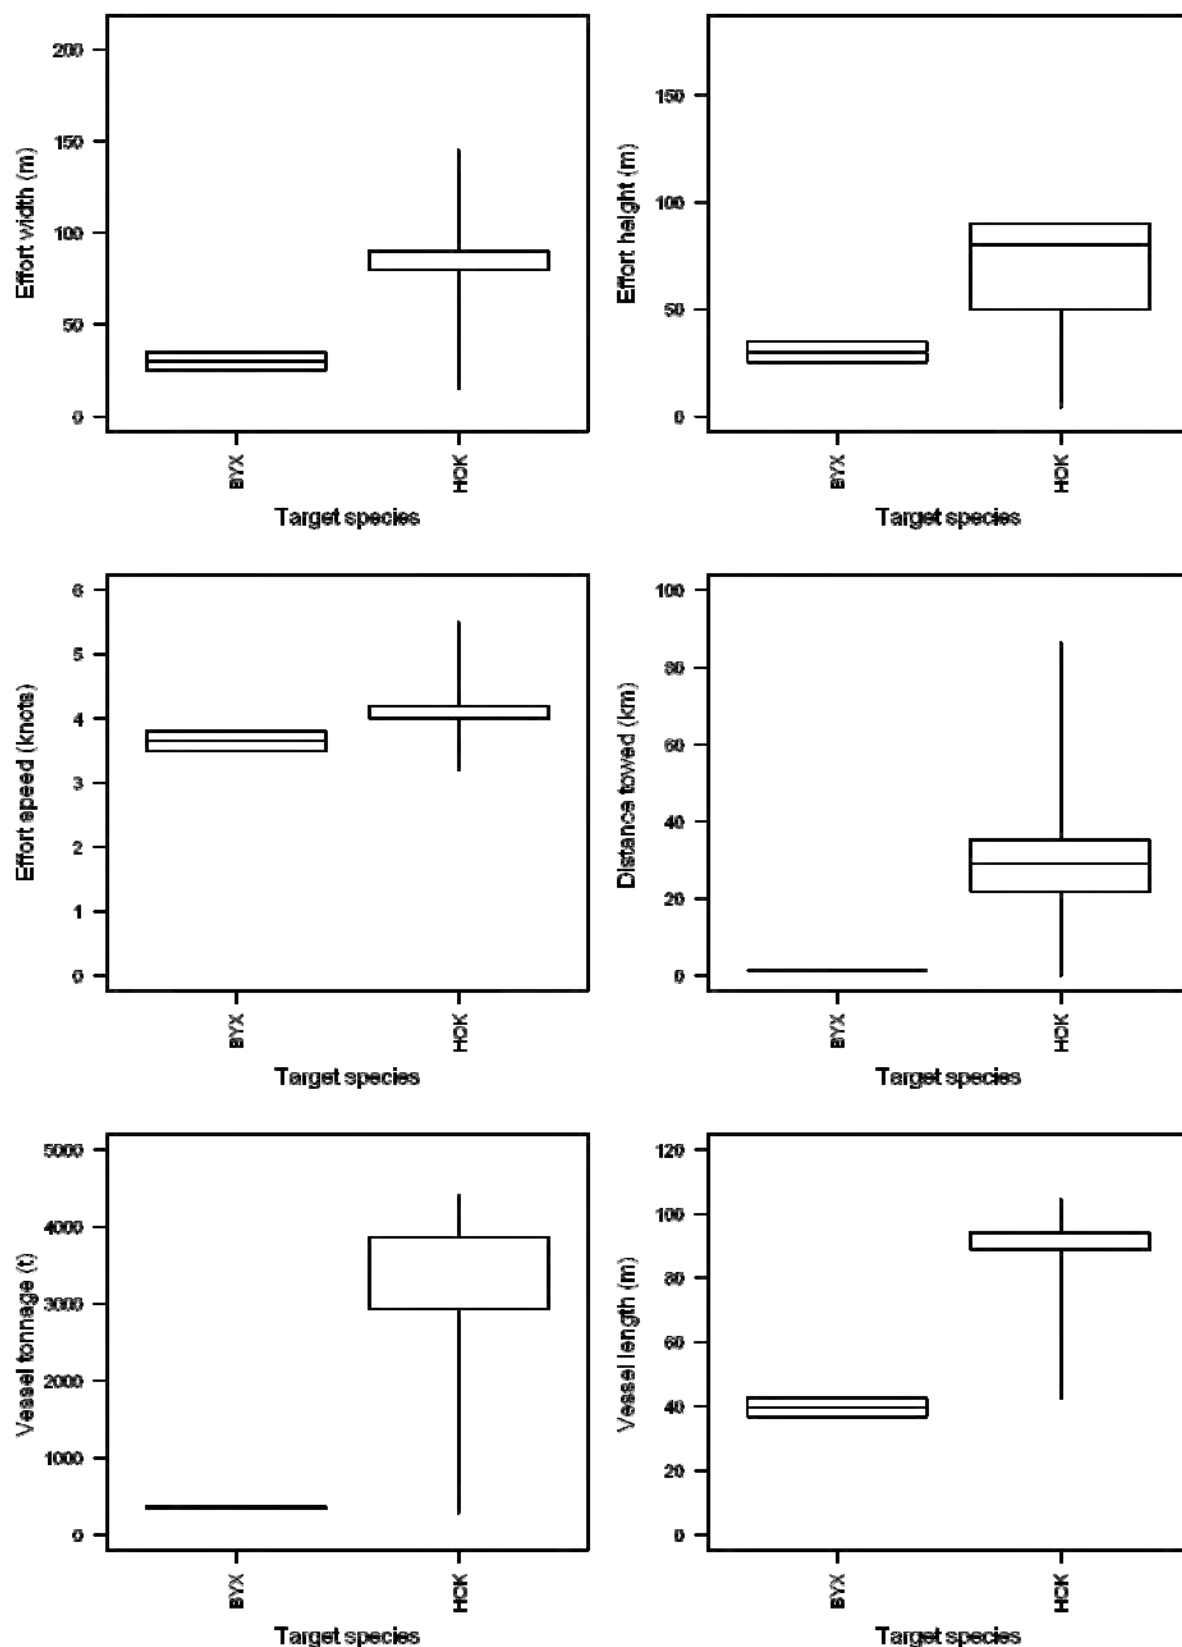 Effort width (m)
200
150
100
50
0
BYX
HOK
Target species
Effort height (m)
150
100
50
0
BYX
HOK
Target species
Effort speed (knots)
6
5
4
3
2
1
0
BYX
HOK
Target species
Distance towed (km)
100
80
60
40
20
0
BYX
HOK
Target species
Vessel tonnage (t)
5000
4000
3000
2000
1000
0
BYX
HOK
Target species
Vessel length (m)
120
100
80
60
40
20
0
BYX
HOK
Target species